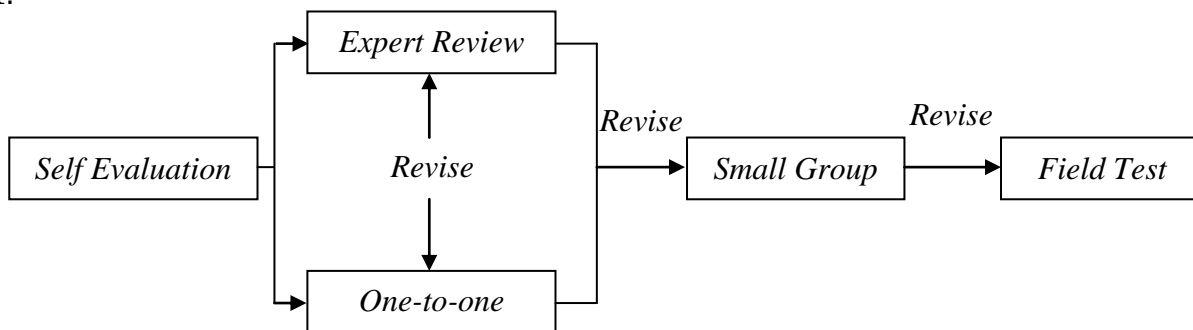 Expert Review
Revise
Revise
Self Evaluation
Revise
Small Group
Field Test
One-to-one